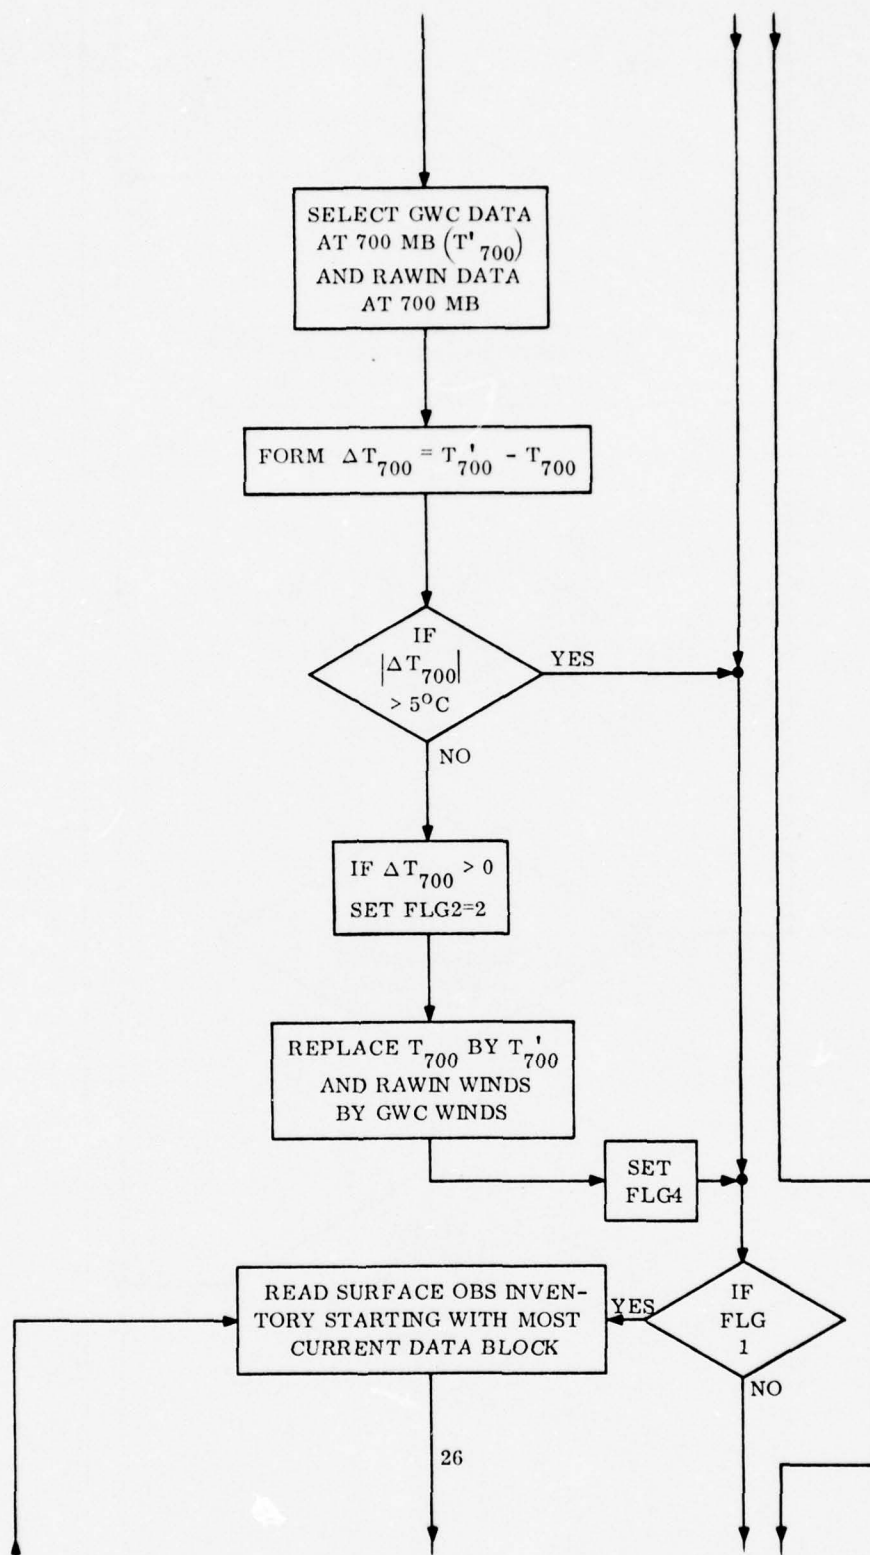 SELECT GWC DATA
AT 700 MB (T'700)
AND RAWIN DATA
AT 700 MB
FORM ΔT700 = T'700 - T700
IF
|ΔT700|
> 5°C
YES
NO
IF ΔT700 > 0
SET FLG2=2
REPLACE T700 BY T'700
AND RAWIN WINDS
BY GWC WINDS
SET
FLG4
READ SURFACE OBS INVEN-
TORY STARTING WITH MOST
CURRENT DATA BLOCK
YES
IF
FLG
1
NO
26